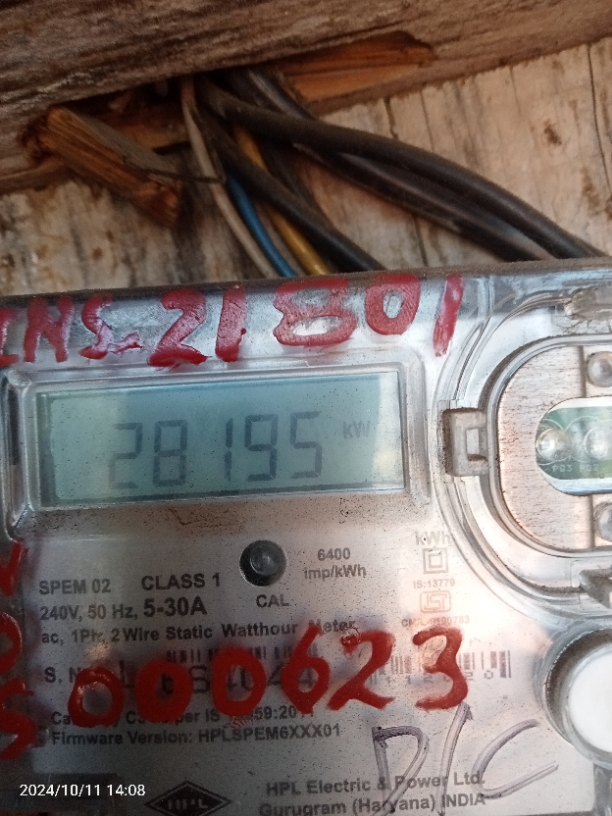 INS 21801
28195 kW
P03
6400
imp/kWh
kWh
IS:13779
CAL
SPEM 02 CLASS 1
240V, 50 Hz, 5-30A
ac, 1Ph, 2 Wire Static Watthour Meter
000623
Firmware Version: HPLSPEM6XXX01
D/C
HPL
HPL Electric & Power Ltd.
Gurugram (Haryana) INDIA
2024/10/11 14:08